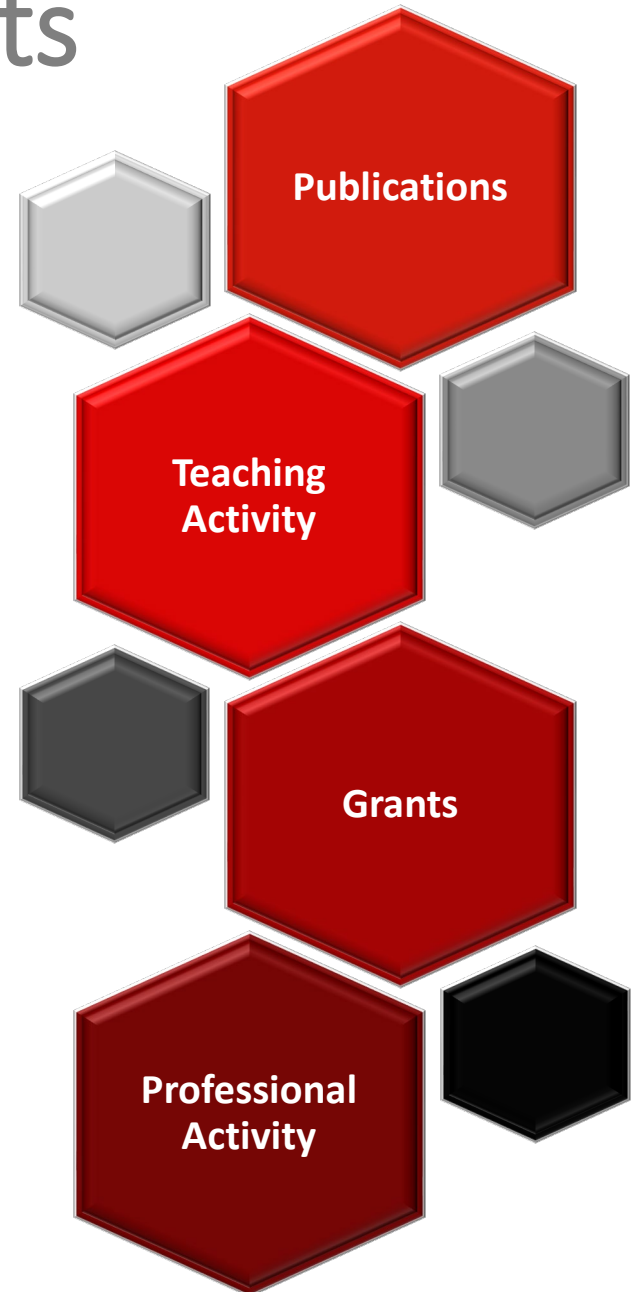 ts
Publications
Teaching
Activity
Grants
Professional
Activity